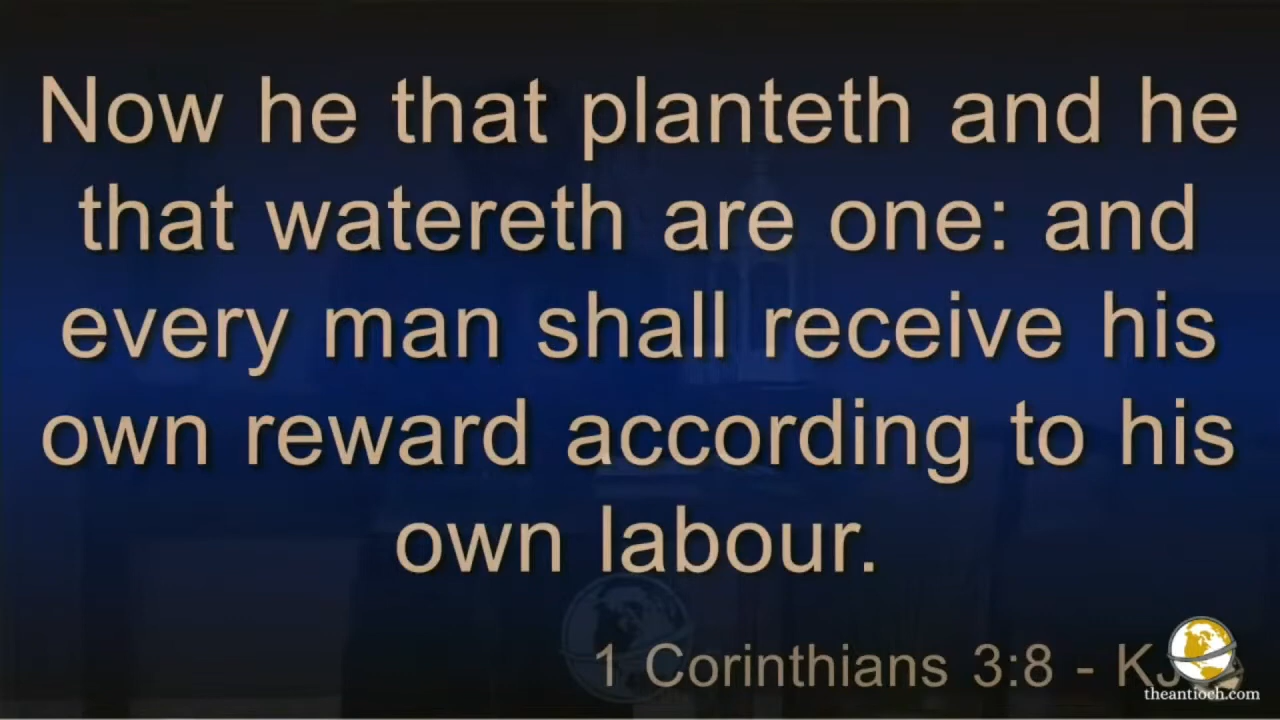 Now he that planteth and he
that watereth are one: and
every man shall receive his
own reward according to his
own labour.
1 Corinthians 3:8 -
theantioch.com